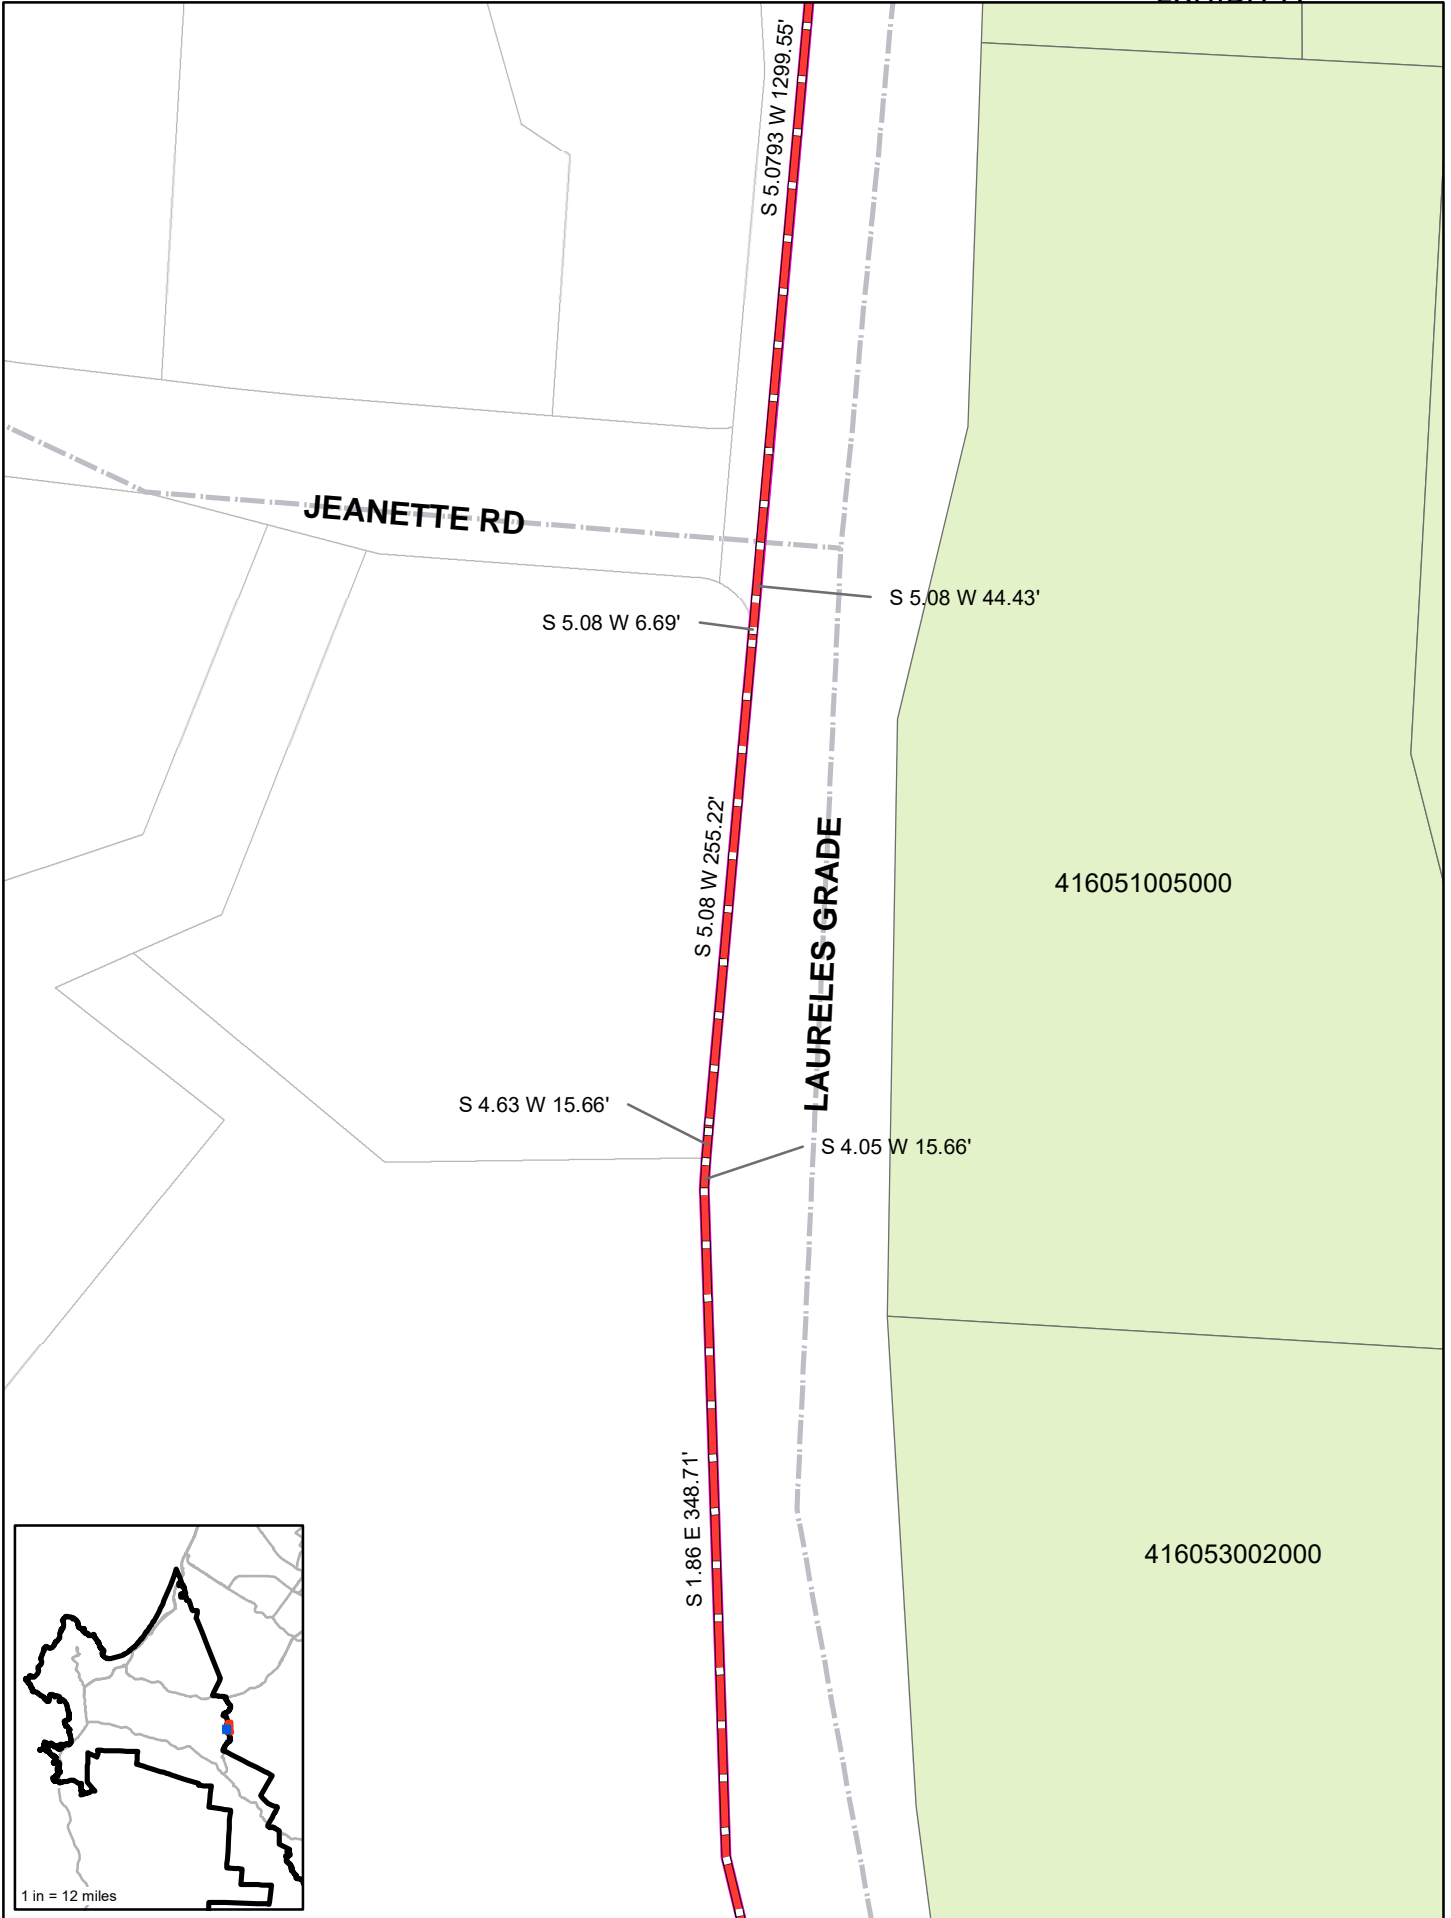 S 5.0793 W 1299.55'
JEANETTE RD
S 5.08 W 44.43'
S 5.08 W 6.69'
S 5.08 W 255.22'
LAURELES GRADE
416051005000
S 4.63 W 15.66'
S 4.05 W 15.66'
S 1.86 E 348.71'
416053002000
1 in = 12 miles